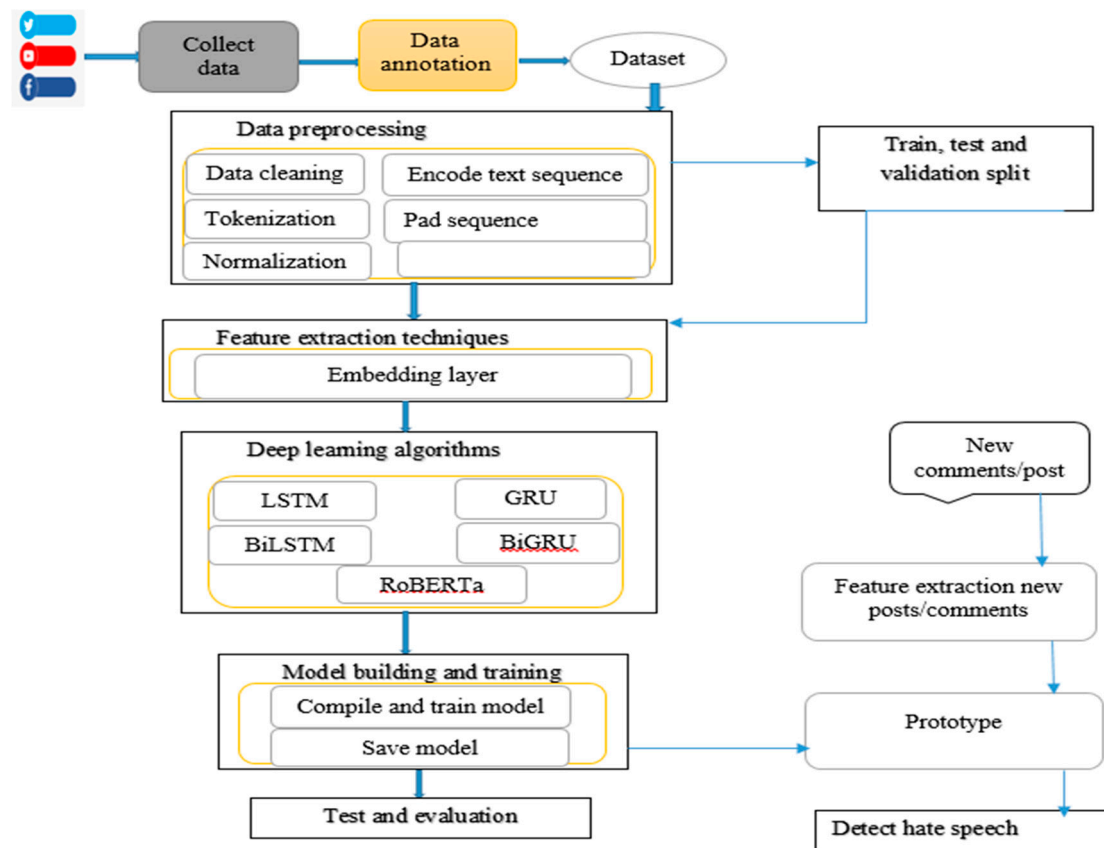 Collect
data
Data
annotation
Dataset
Data preprocessing
Data cleaning
Encode text sequence
Tokenization
Pad sequence
Normalization
Train, test and
validation split
Feature extraction techniques
Embedding layer
Deep learning algorithms
LSTM
GRU
BiLSTM
BiGRU
RoBERTa
New
comments/post
Feature extraction new
posts/comments
Model building and training
Compile and train model
Save model
Prototype
Test and evaluation
Detect hate speech